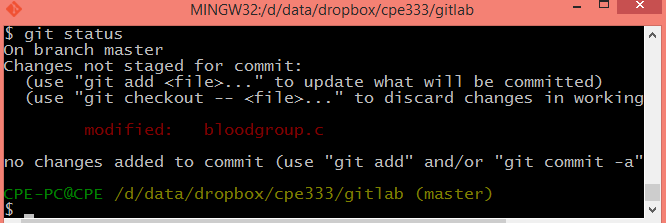 MINGW32:/d/data/dropbox/cpe333/gitlab
$ git status
On branch master
Changes not staged for commit:
(use "git add <file>..." to update what will be committed)
(use "git checkout -- <file>..." to discard changes in working
modified: bloodgroup.c
no changes added to commit (use "git add" and/or "git commit -a"
CPE-PC@CPE /d/data/dropbox/cpe333/gitlab (master)
$